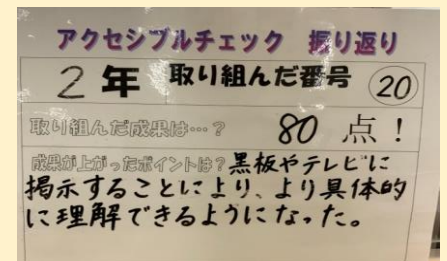 アクセシブルチェック 振り返り
2年 取り組んだ番号 20
取り組んだ成果は…? 80点!
成果が上がったポイントは? 黒板やテレビに
掲示することにより、より具体的
に理解できるようになった。